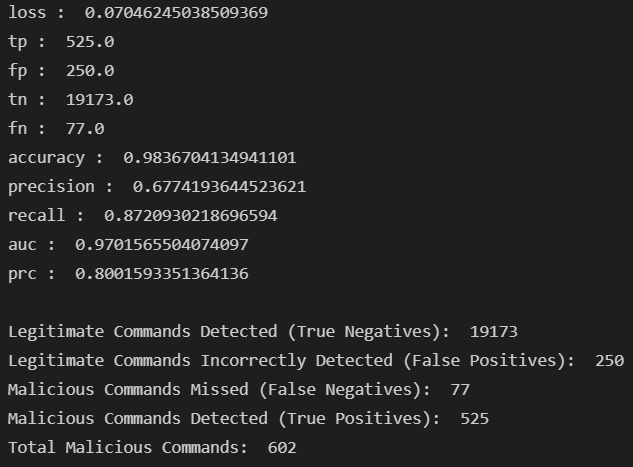 loss :  0.07046245038509369
tp :  525.0
fp :  250.0
tn :  19173.0
fn :  77.0
accuracy :  0.9836704134941101
precision :  0.6774193644523621
recall :  0.8720930218696594
auc :  0.9701565504074097
prc :  0.8001593351364136
Legitimate Commands Detected (True Negatives):  19173
Legitimate Commands Incorrectly Detected (False Positives):  250
Malicious Commands Missed (False Negatives):  77
Malicious Commands Detected (True Positives):  525
Total Malicious Commands:  602